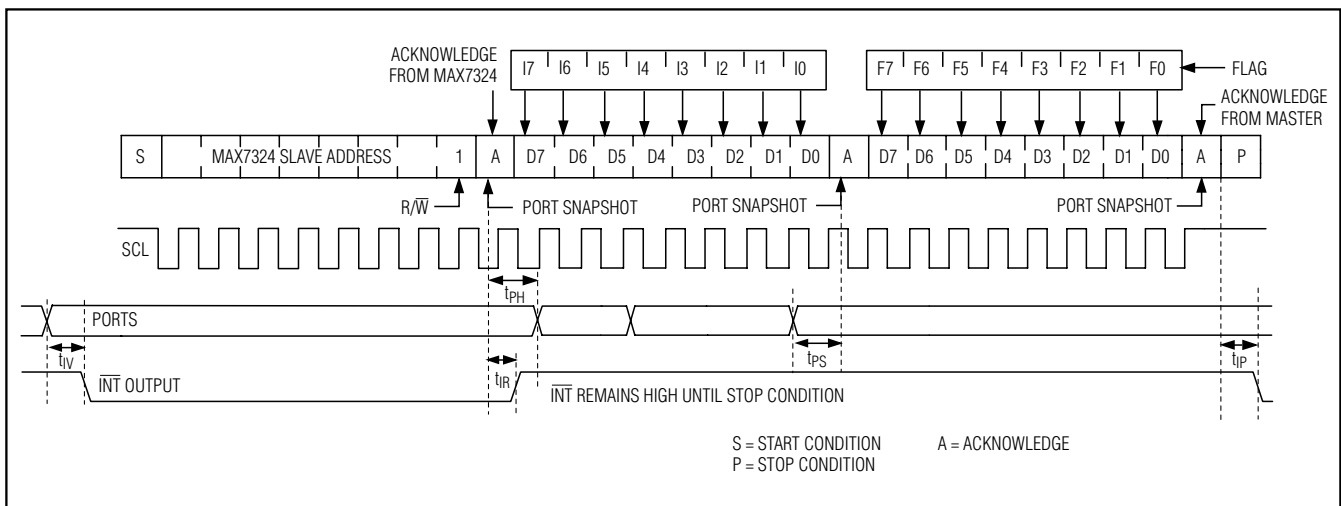 ACKNOWLEDGE
FROM MAX7324
I7 I6 I5 I4 I3 I2 I1 I0
F7 F6 F5 F4 F3 F2 F1 F0
FLAG
ACKNOWLEDGE
FROM MASTER
S MAX7324 SLAVE ADDRESS 1 A D7 D6 D5 D4 D3 D2 D1 D0 A D7 D6 D5 D4 D3 D2 D1 D0 A P
R/W̅ PORT SNAPSHOT PORT SNAPSHOT PORT SNAPSHOT
SCL
tPH
PORTS
tIV tIR tPS tIP
I̅N̅T̅ OUTPUT I̅N̅T̅ REMAINS HIGH UNTIL STOP CONDITION
S = START CONDITION A = ACKNOWLEDGE
P = STOP CONDITION